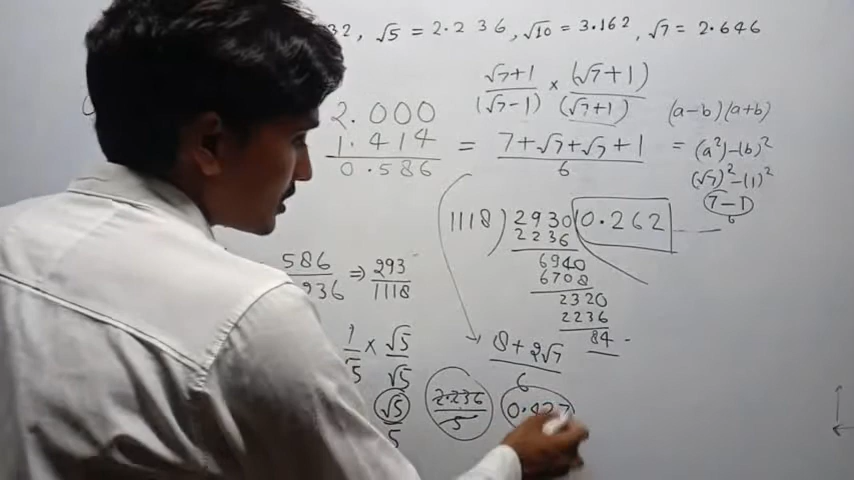 32, √5 = 2.236, √10 = 3.162, √7 = 2.646
2.000
1.414
0.586
√7+1 / (√7-1) × (√7+1) / (√7+1)
= 7+√7+√7+1 / 6
(a-b)(a+b)
= (a²)-(b)²
(√7)²-(1)²
7-1
6
1118 ) 2930 ( 0.262
2236
6940
6708
2320
2236
84
586 / 936 ⇒ 293 / 1118
1 / √5 × √5 / √5
√5 / 5
2.236 / 5
8+2√7 / 6